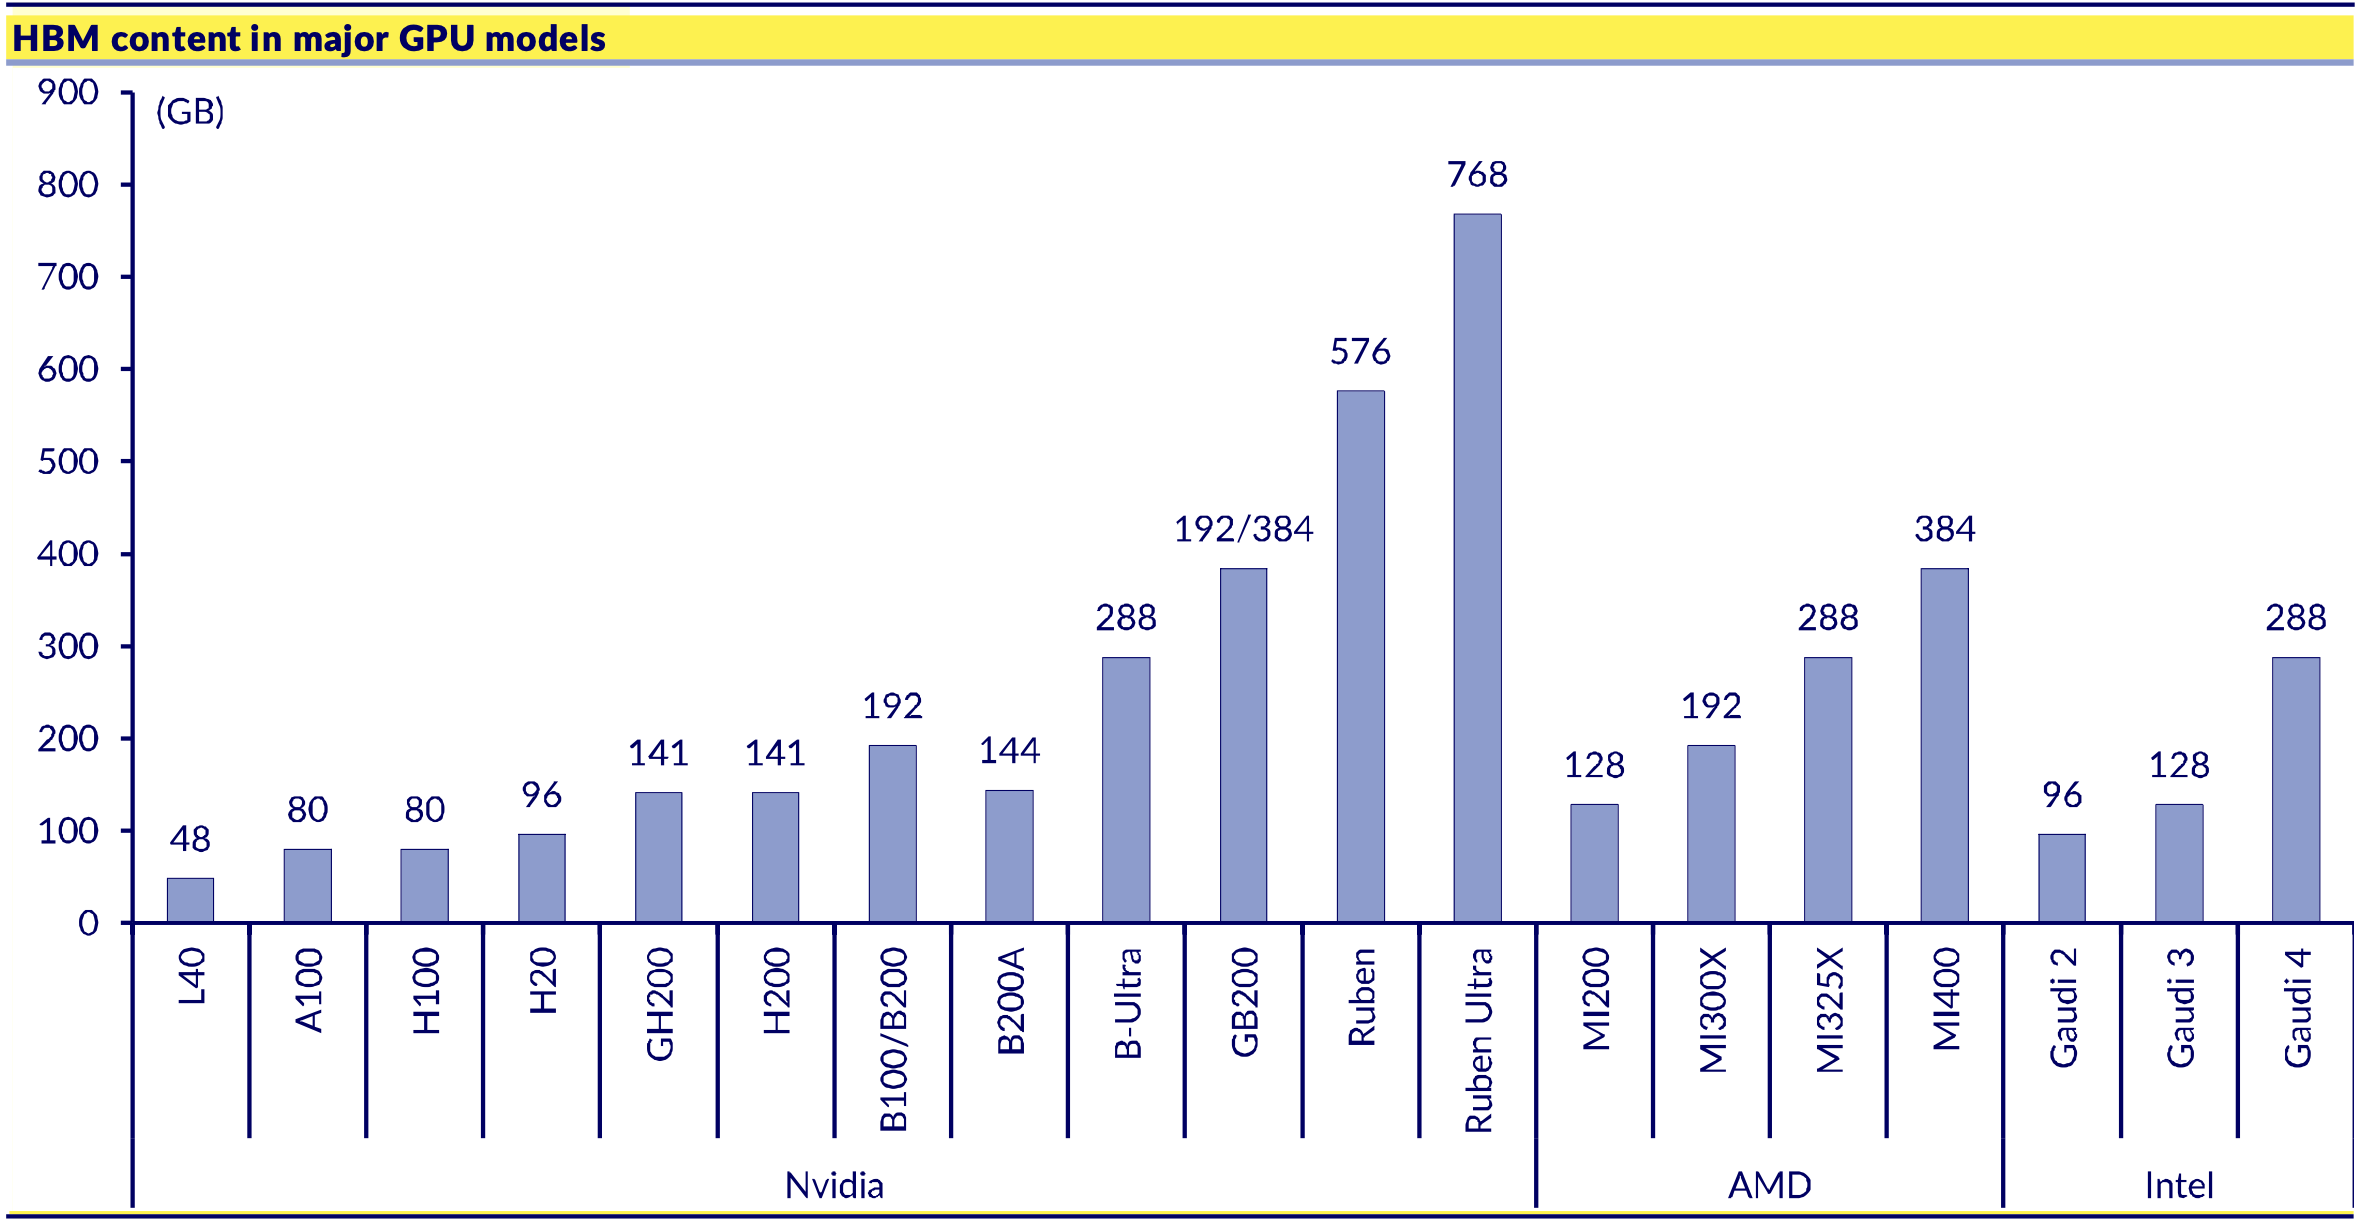 HBM content in major GPU models
900
(GB)
800
700
600
500
400
300
200
100
0
48
80
80
96
141
141
192
144
288
192/384
576
768
128
192
288
384
96
128
288
L40
A100
H100
H20
GH200
H200
B100/B200
B200A
B-Ultra
GB200
Ruben
Ruben Ultra
MI200
MI300X
MI325X
MI400
Gaudi 2
Gaudi 3
Gaudi 4
Nvidia
AMD
Intel